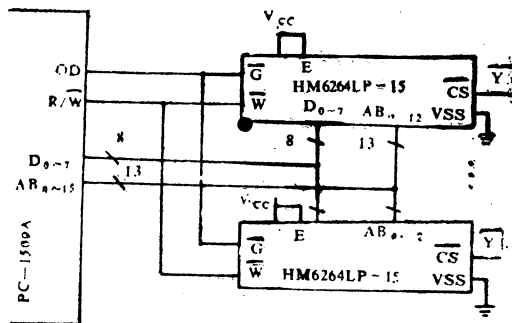 Vcc
G E
HM6264LP-15
W
D0~7
CS
VSS
Y
8
13
OD
R/W
8
D0~7
13
AB0~15
PC-1500A
Vcc
G E
W
HM6264LP-15
CS
VSS
Y